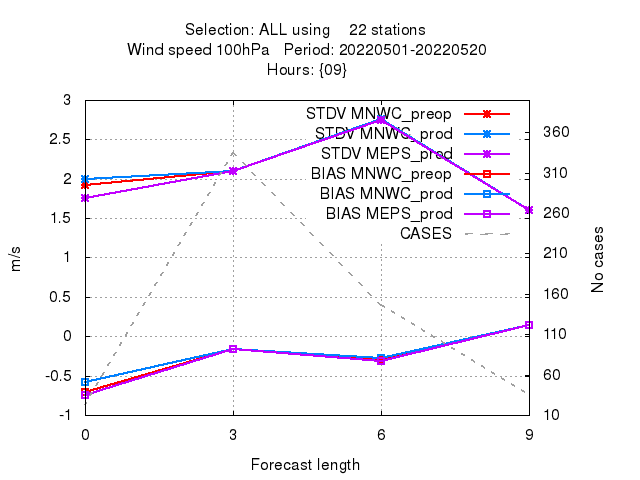 Selection: ALL using    22 stations
Wind speed 100hPa   Period: 20220501-20220520
Hours: {09}
3
2.5
2
1.5
1
0.5
0
-0.5
-1
m/s
STDV MNWC_preop
STDV MNWC_prod
STDV MEPS_prod
BIAS MNWC_preop
BIAS MNWC_prod
BIAS MEPS_prod
CASES
360
310
260
210
160
110
60
10
No cases
0
3
6
9
Forecast length